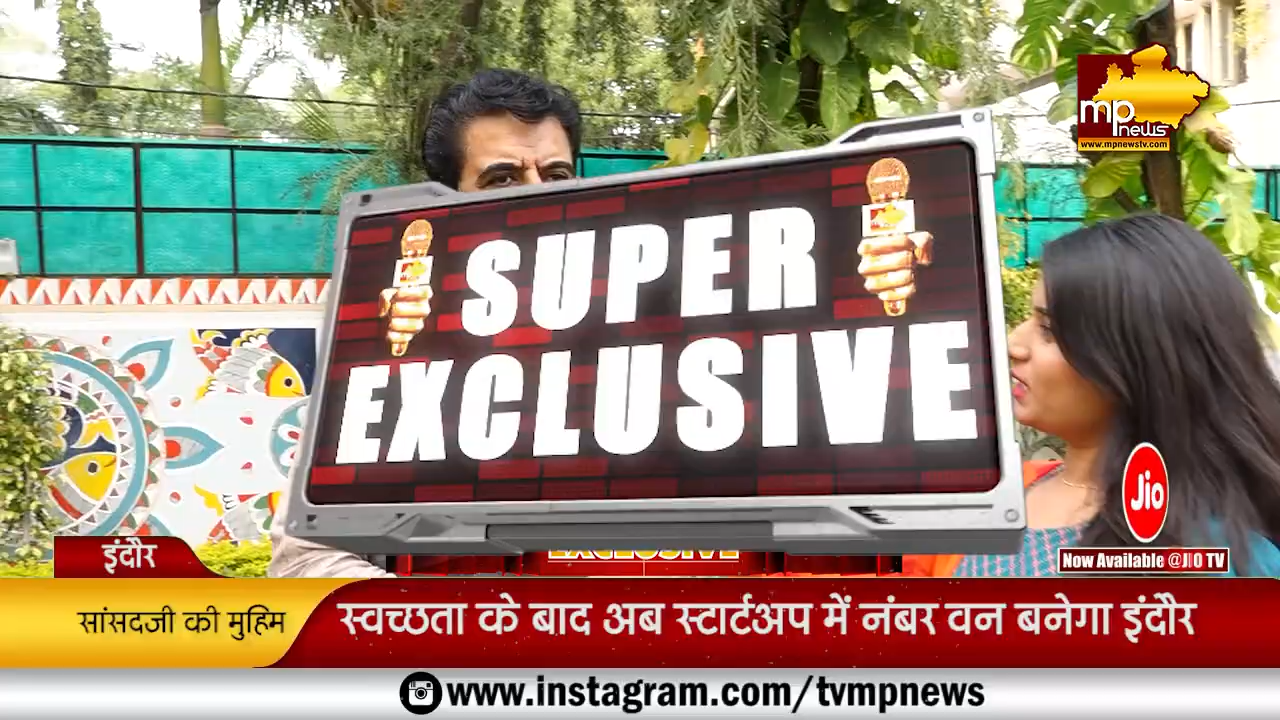 mp
news
www.mpnewstv.com
SUPER
EXCLUSIVE
Jio
EXCLUSIVE
Now Available @JIO TV
इंदौर
सांसदजी की मुहिम
स्वच्छता के बाद अब स्टार्टअप में नंबर वन बनेगा इंदौर
www.instagram.com/tvmpnews